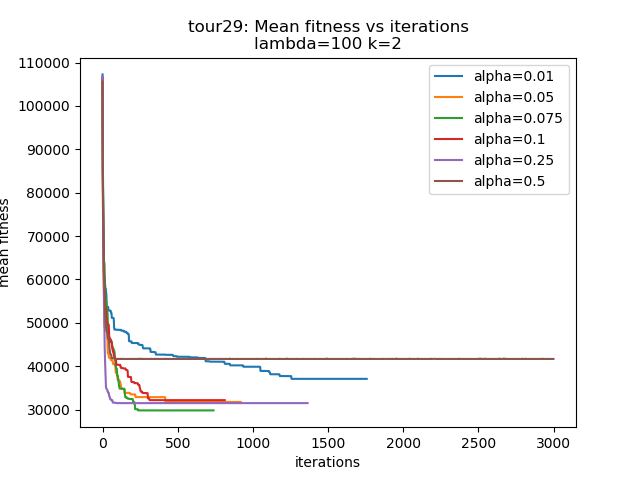 tour29: Mean fitness vs iterations
lambda=100 k=2
110000
100000
90000
80000
70000
60000
50000
40000
30000
mean fitness
alpha=0.01
alpha=0.05
alpha=0.075
alpha=0.1
alpha=0.25
alpha=0.5
0
500
1000
1500
2000
2500
3000
iterations